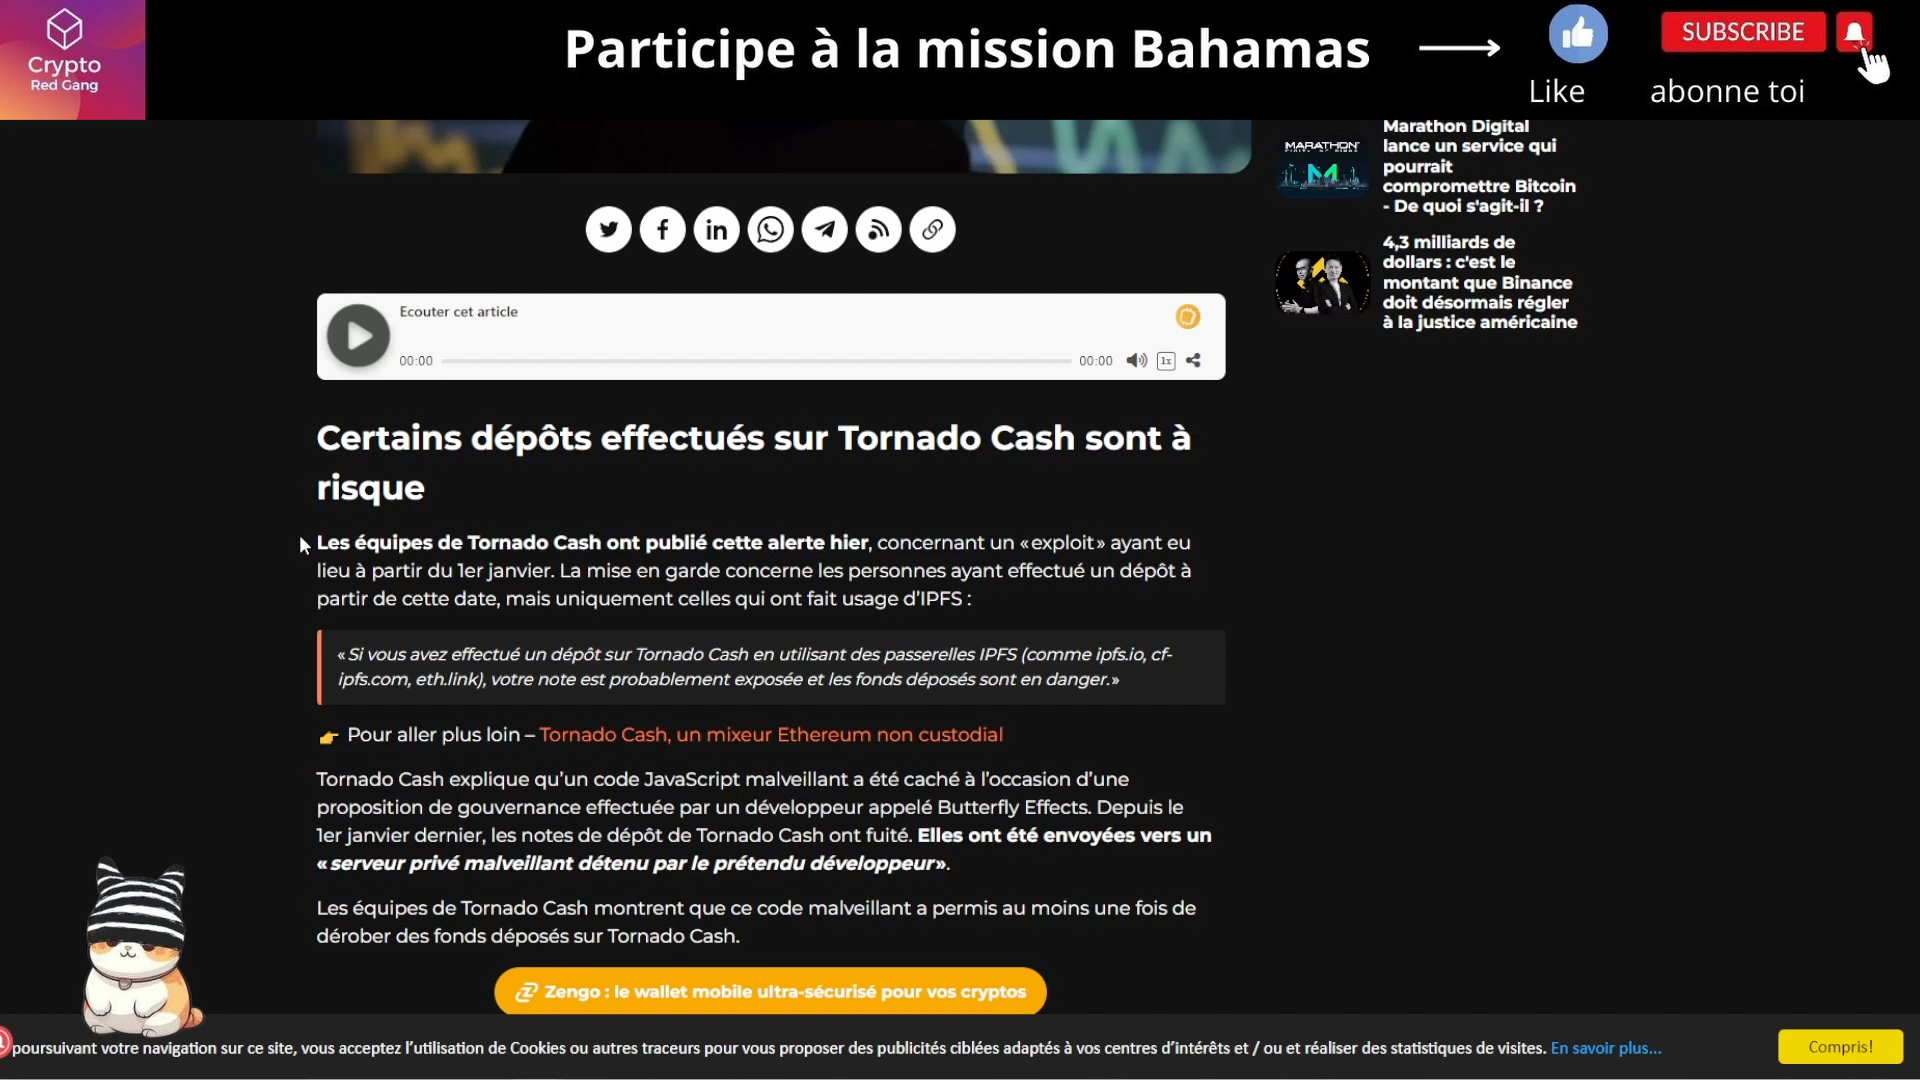 Crypto
Red Gang
Participe à la mission Bahamas
Like
SUBSCRIBE
abonne toi
MARATHON
Marathon Digital
lance un service qui
pourrait
compromettre Bitcoin
- De quoi s'agit-il ?
4,3 milliards de
dollars : c'est le
montant que Binance
doit désormais régler
à la justice américaine
Ecouter cet article
00:00
00:00
1x
Certains dépôts effectués sur Tornado Cash sont à
risque
Les équipes de Tornado Cash ont publié cette alerte hier, concernant un « exploit » ayant eu
lieu à partir du 1er janvier. La mise en garde concerne les personnes ayant effectué un dépôt à
partir de cette date, mais uniquement celles qui ont fait usage d'IPFS :
« Si vous avez effectué un dépôt sur Tornado Cash en utilisant des passerelles IPFS (comme ipfs.io, cf-
ipfs.com, eth.link), votre note est probablement exposée et les fonds déposés sont en danger. »
👉 Pour aller plus loin – Tornado Cash, un mixeur Ethereum non custodial
Tornado Cash explique qu'un code JavaScript malveillant a été caché à l'occasion d'une
proposition de gouvernance effectuée par un développeur appelé Butterfly Effects. Depuis le
1er janvier dernier, les notes de dépôt de Tornado Cash ont fuité. Elles ont été envoyées vers un
« serveur privé malveillant détenu par le prétendu développeur ».
Les équipes de Tornado Cash montrent que ce code malveillant a permis au moins une fois de
dérober des fonds déposés sur Tornado Cash.
Zengo : le wallet mobile ultra-sécurisé pour vos cryptos
poursuivant votre navigation sur ce site, vous acceptez l'utilisation de Cookies ou autres traceurs pour vous proposer des publicités ciblées adaptés à vos centres d'intérêts et / ou et réaliser des statistiques de visites. En savoir plus...
Compris!